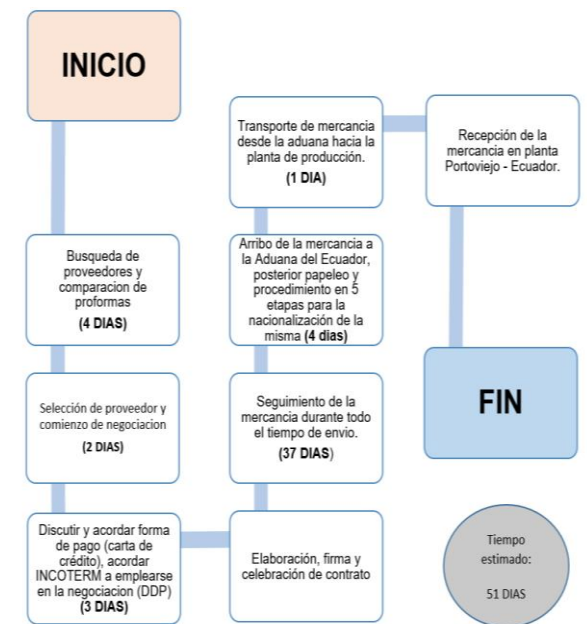 INICIO
Busqueda de
proveedores y
comparacion de
proformas
(4 DIAS)
Selección de proveedor y
comienzo de negociacion
(2 DIAS)
Discutir y acordar forma
de pago (carta de
crédito), acordar
INCOTERM a emplearse
en la negociacion (DDP)
(3 DIAS)
Elaboración, firma y
celebración de contrato
Seguimiento de la
mercancia durante todo
el tiempo de envio.
(37 DIAS)
Arribo de la mercancia a
la Aduana del Ecuador,
posterior papeleo y
procedimiento en 5
etapas para la
nacionalización de la
misma (4 dias)
Transporte de mercancia
desde la aduana hacia la
planta de producción.
(1 DIA)
Recepción de la
mercancia en planta
Portoviejo - Ecuador.
FIN
Tiempo
estimado:
51 DIAS